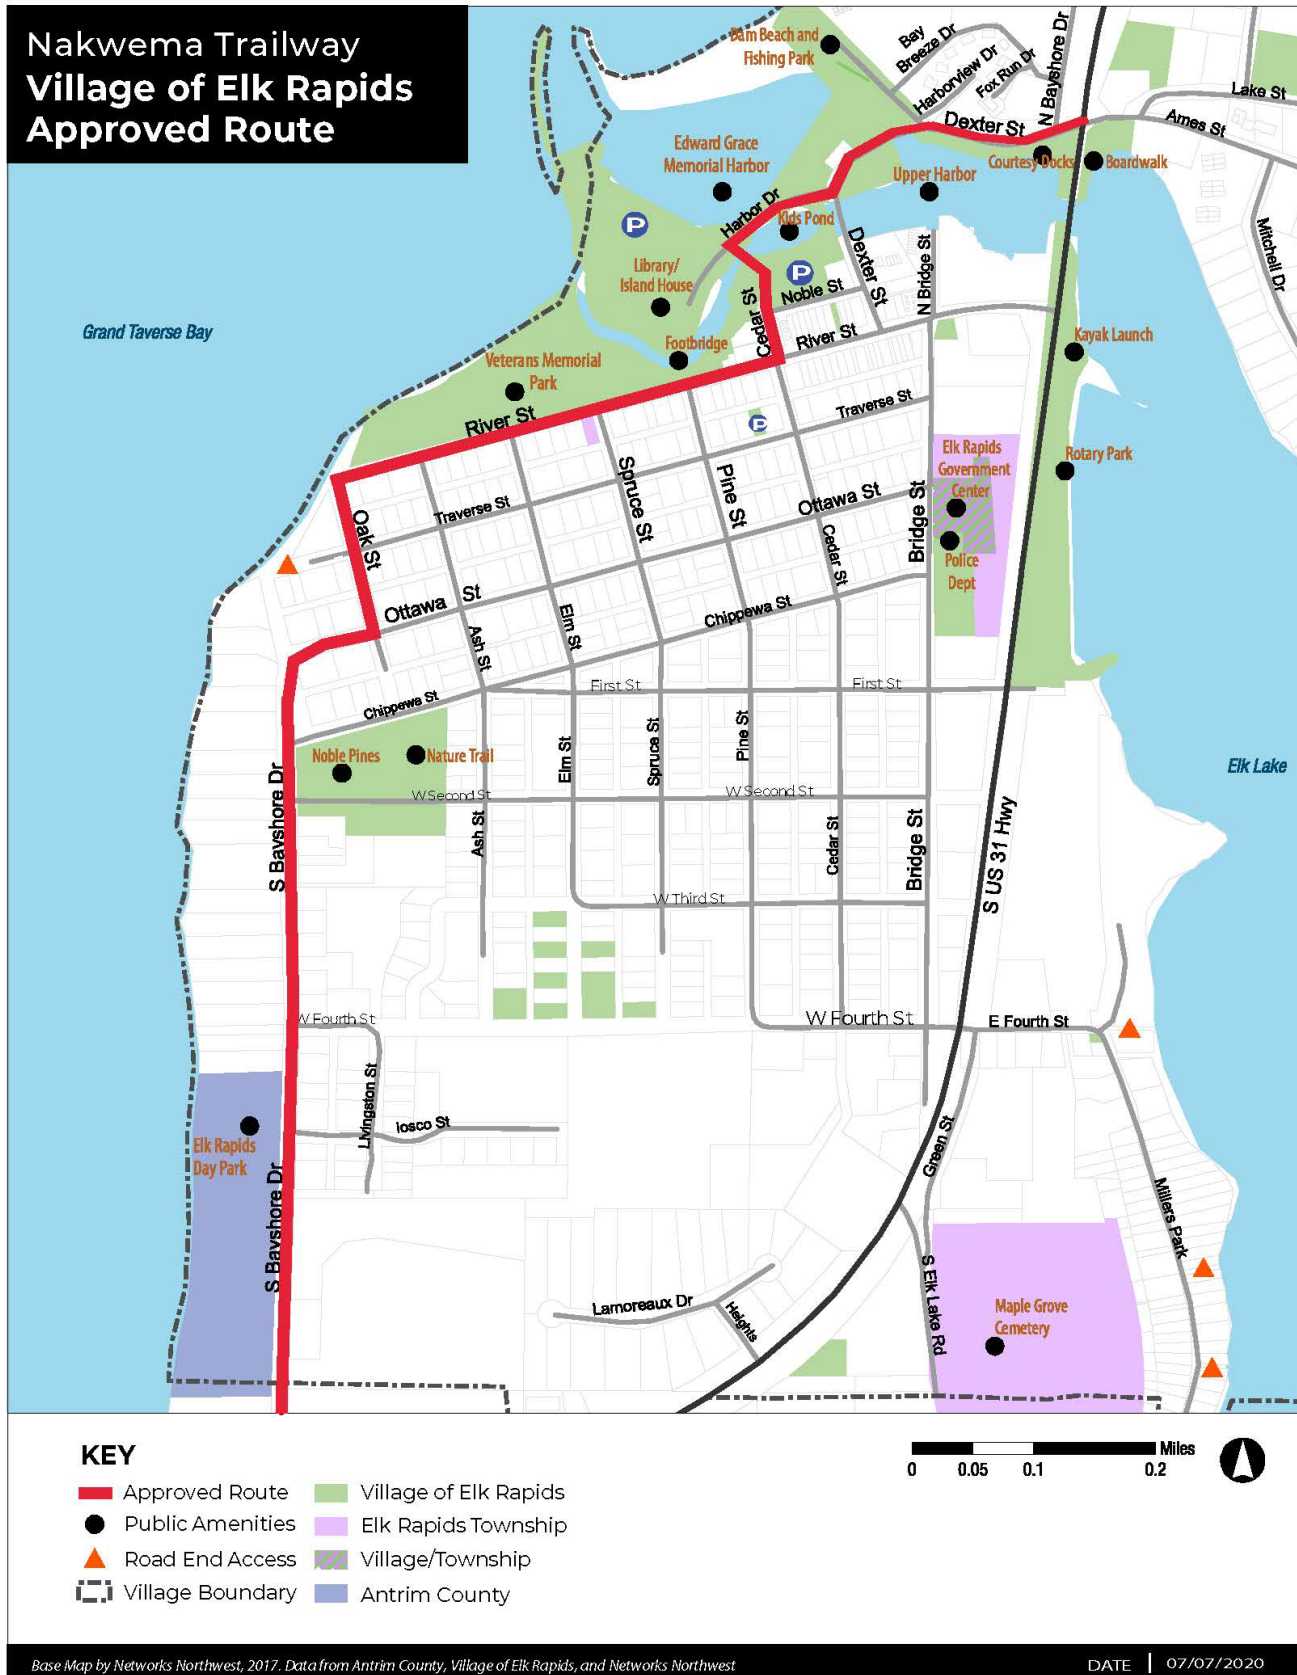 Nakwema Trailway
Village of Elk Rapids
Approved Route
Dam Beach and
Fishing Park
Bay
Breeze Dr
Harborview Dr
Fox Run Dr
N Bayshore Dr
Lake St
Ames St
Dexter St
Edward Grace
Memorial Harbor
Courtesy Docks
Boardwalk
Upper Harbor
Harbor Dr
Kids Pond
Mitchell Dr
P
Dexter St
N Bridge St
Library/
Island House
P
Noble St
Cedar St
River St
Grand Taverse Bay
Footbridge
Kayak Launch
Veterans Memorial
Park
River St
Traverse St
P
Elk Rapids
Government
Center
Rotary Park
Spruce St
Pine St
Ottawa St
Bridge St
Oak St
Traverse St
Cedar St
Police
Dept
Ottawa St
Elm St
Chippewa St
Ash St
First St
First St
Chippewa St
Spruce St
Pine St
Elm St
Noble Pines
Nature Trail
Elk Lake
W Second St
W Second St
S Bayshore Dr
Ash St
Cedar St
Bridge St
S US 31 Hwy
W Third St
W Fourth St
W Fourth St
E Fourth St
Livingston St
Iosco St
Elk Rapids
Day Park
Green St
S Bayshore Dr
Millers Park
S Elk Lake Rd
Lamoreaux Dr
Heights
Maple Grove
Cemetery
KEY
Approved Route
Village of Elk Rapids
Public Amenities
Elk Rapids Township
Road End Access
Village/Township
Village Boundary
Antrim County
Miles
0 0.05 0.1 0.2
Base Map by Networks Northwest, 2017. Data from Antrim County, Village of Elk Rapids, and Networks Northwest
DATE | 07/07/2020